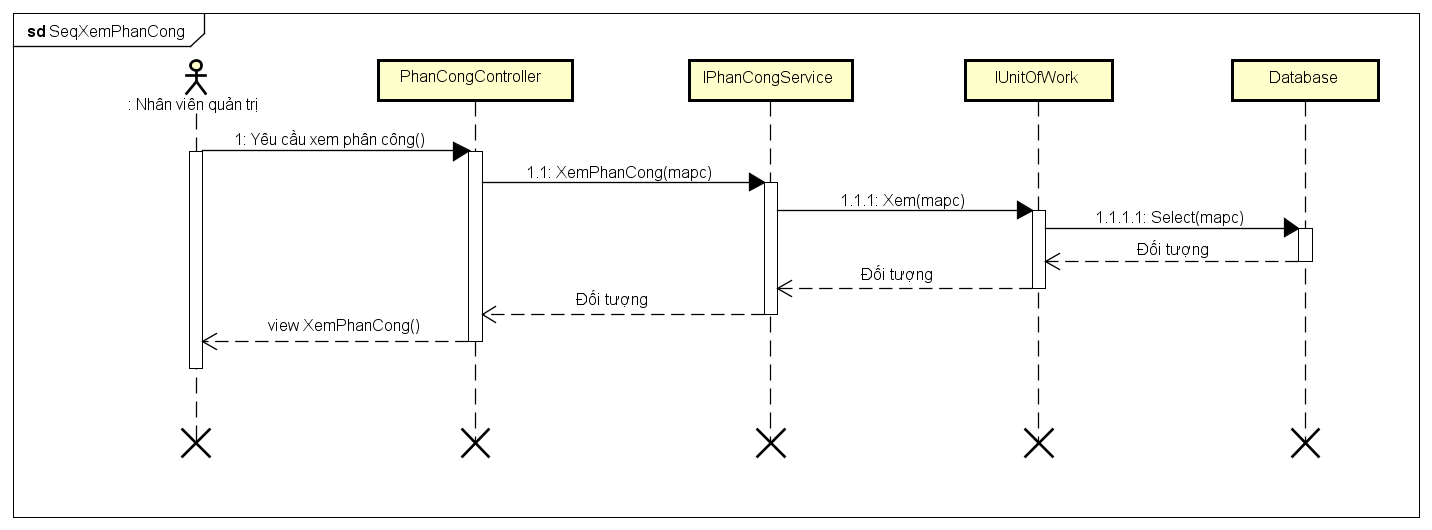 sd SeqXemPhanCong
: Nhân viên quản trị
PhanCongController
IPhanCongService
IUnitOfWork
Database
1: Yêu cầu xem phân công()
1.1: XemPhanCong(mapc)
1.1.1: Xem(mapc)
1.1.1.1: Select(mapc)
Đối tượng
Đối tượng
Đối tượng
view XemPhanCong()